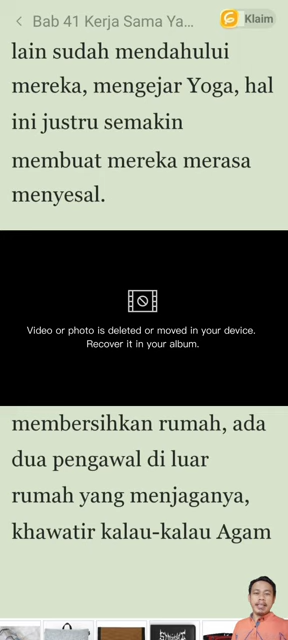 Bab 41 Kerja Sama Ya...
Klaim
lain sudah mendahului
mereka, mengejar Yoga, hal
ini justru semakin
membuat mereka merasa
menyesal.
Video or photo is deleted or moved in your device.
Recover it in your album.
membersihkan rumah, ada
dua pengawal di luar
rumah yang menjaganya,
khawatir kalau-kalau Agam